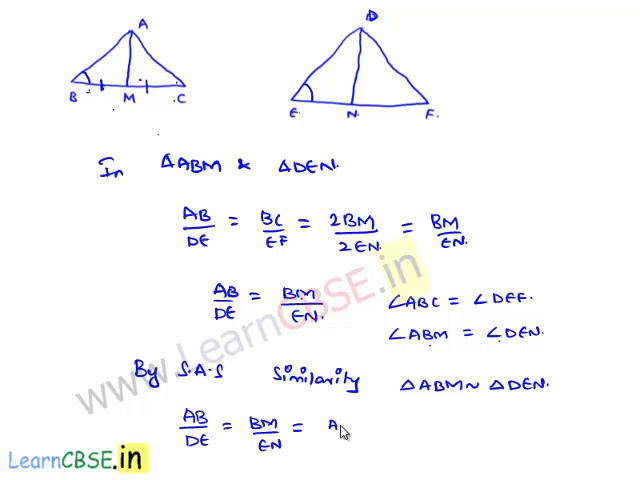 A D
B M C E N F
In ΔABM & ΔDEN.
AB/DE = BC/EF = 2BM/2EN = BM/EN.
AB/DE = BM/EN. ∠ABC = ∠DEF.
∠ABM = ∠DEN.
By S.A.S Similarity ΔABM ~ ΔDEN.
AB/DE = BM/EN = A
www.LearnCBSE.in
LearnCBSE.in